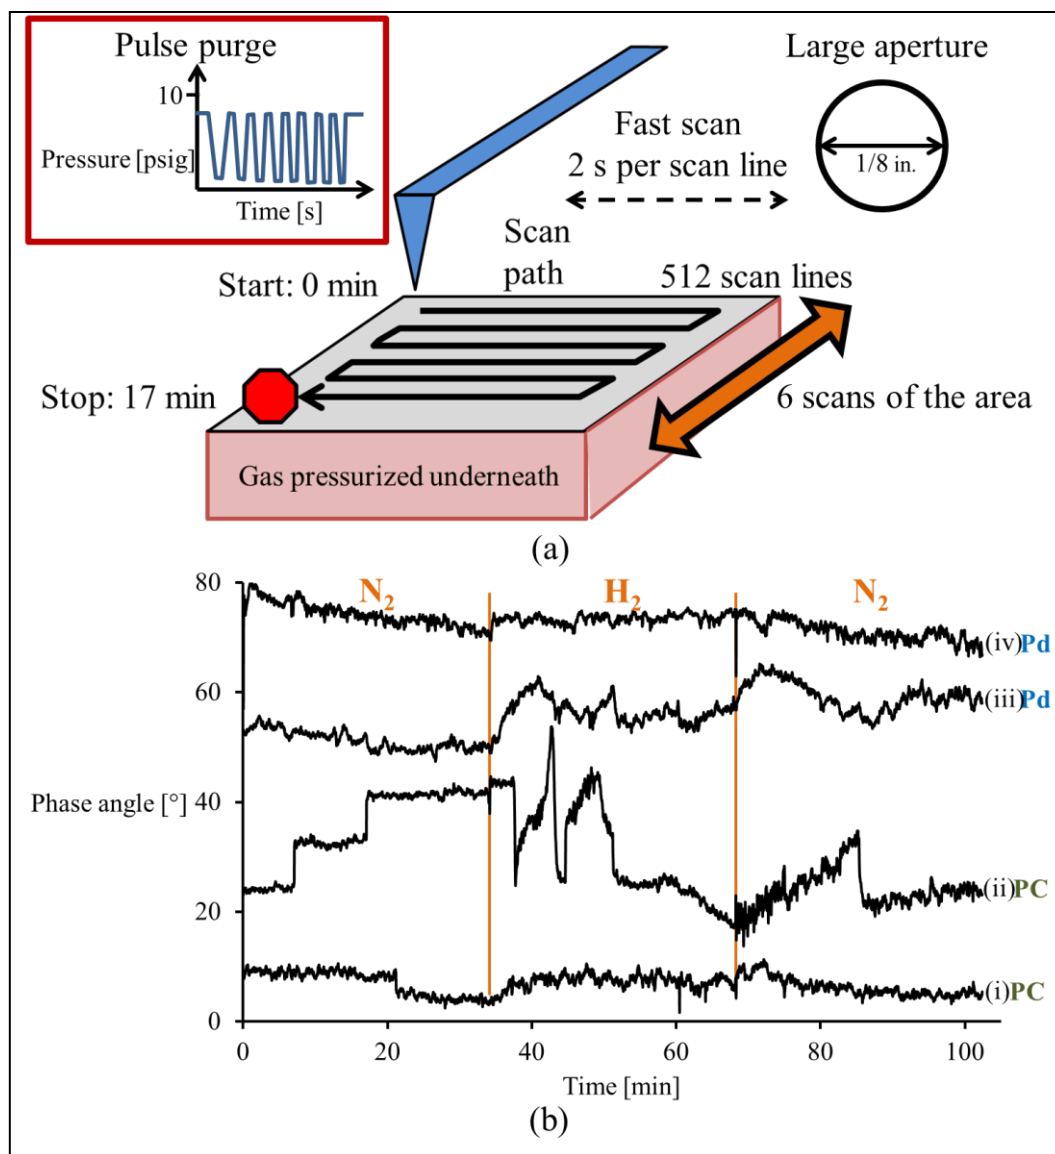 Pulse purge
10
Pressure [psig]
Time [s]
Large aperture
1/8 in.
Fast scan
2 s per scan line
Scan
path
Start: 0 min
512 scan lines
Stop: 17 min
6 scans of the area
Gas pressurized underneath
(a)
80
N2
H2
N2
(iv) Pd
60
(iii) Pd
Phase angle [°]
40
20
(ii) PC
(i) PC
0
0
20
40
60
80
100
Time [min]
(b)